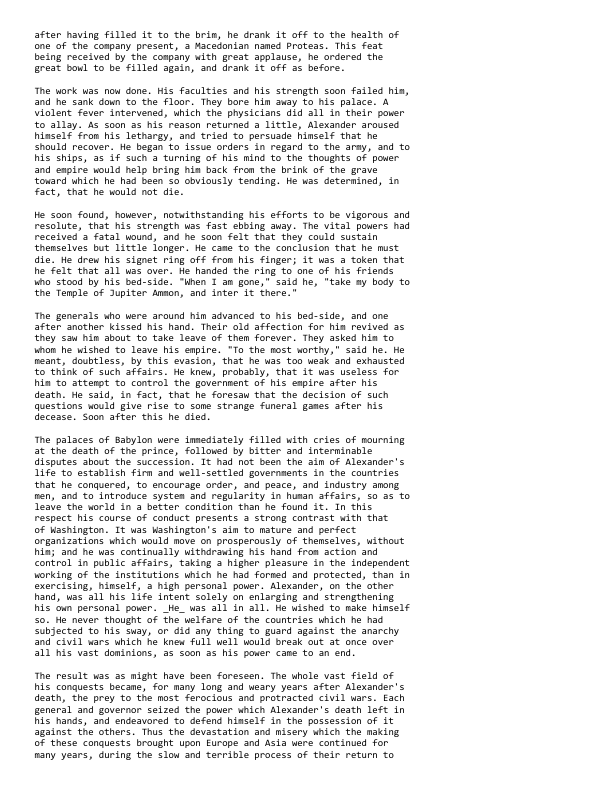 after having filled it to the brim, he drank it off to the health of
one of the company present, a Macedonian named Proteas. This feat
being received by the company with great applause, he ordered the
great bowl to be filled again, and drank it off as before.

The work was now done. His faculties and his strength soon failed him,
and he sank down to the floor. They bore him away to his palace. A
violent fever intervened, which the physicians did all in their power
to allay. As soon as his reason returned a little, Alexander aroused
himself from his lethargy, and tried to persuade himself that he
should recover. He began to issue orders in regard to the army, and to
his ships, as if such a turning of his mind to the thoughts of power
and empire would help bring him back from the brink of the grave
toward which he had been so obviously tending. He was determined, in
fact, that he would not die.

He soon found, however, notwithstanding his efforts to be vigorous and
resolute, that his strength was fast ebbing away. The vital powers had
received a fatal wound, and he soon felt that they could sustain
themselves but little longer. He came to the conclusion that he must
die. He drew his signet ring off from his finger; it was a token that
he felt that all was over. He handed the ring to one of his friends
who stood by his bed-side. "When I am gone," said he, "take my body to
the Temple of Jupiter Ammon, and inter it there."

The generals who were around him advanced to his bed-side, and one
after another kissed his hand. Their old affection for him revived as
they saw him about to take leave of them forever. They asked him to
whom he wished to leave his empire. "To the most worthy," said he. He
meant, doubtless, by this evasion, that he was too weak and exhausted
to think of such affairs. He knew, probably, that it was useless for
him to attempt to control the government of his empire after his
death. He said, in fact, that he foresaw that the decision of such
questions would give rise to some strange funeral games after his
decease. Soon after this he died.

The palaces of Babylon were immediately filled with cries of mourning
at the death of the prince, followed by bitter and interminable
disputes about the succession. It had not been the aim of Alexander's
life to establish firm and well-settled governments in the countries
that he conquered, to encourage order, and peace, and industry among
men, and to introduce system and regularity in human affairs, so as to
leave the world in a better condition than he found it. In this
respect his course of conduct presents a strong contrast with that
of Washington. It was Washington's aim to mature and perfect
organizations which would move on prosperously of themselves, without
him; and he was continually withdrawing his hand from action and
control in public affairs, taking a higher pleasure in the independent
working of the institutions which he had formed and protected, than in
exercising, himself, a high personal power. Alexander, on the other
hand, was all his life intent solely on enlarging and strengthening
his own personal power. _He_ was all in all. He wished to make himself
so. He never thought of the welfare of the countries which he had
subjected to his sway, or did any thing to guard against the anarchy
and civil wars which he knew full well would break out at once over
all his vast dominions, as soon as his power came to an end.

The result was as might have been foreseen. The whole vast field of
his conquests became, for many long and weary years after Alexander's
death, the prey to the most ferocious and protracted civil wars. Each
general and governor seized the power which Alexander's death left in
his hands, and endeavored to defend himself in the possession of it
against the others. Thus the devastation and misery which the making
of these conquests brought upon Europe and Asia were continued for
many years, during the slow and terrible process of their return to